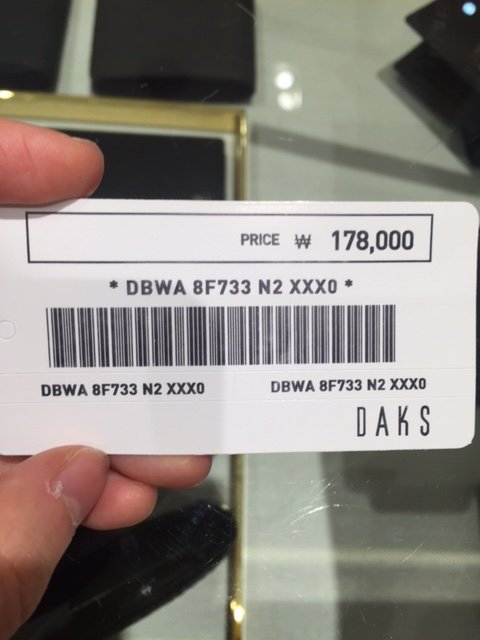 PRICE ₩ 178,000
* DBWA 8F733 N2 XXX0 *
DBWA 8F733 N2 XXX0 DBWA 8F733 N2 XXX0
DAKS